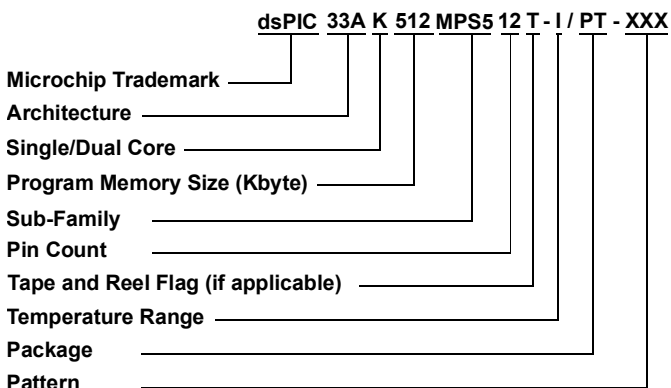 dsPIC 33A K 512 MPS5 12 T - I / PT - XXX
Microchip Trademark
Architecture
Single/Dual Core
Program Memory Size (Kbyte)
Sub-Family
Pin Count
Tape and Reel Flag (if applicable)
Temperature Range
Package
Pattern